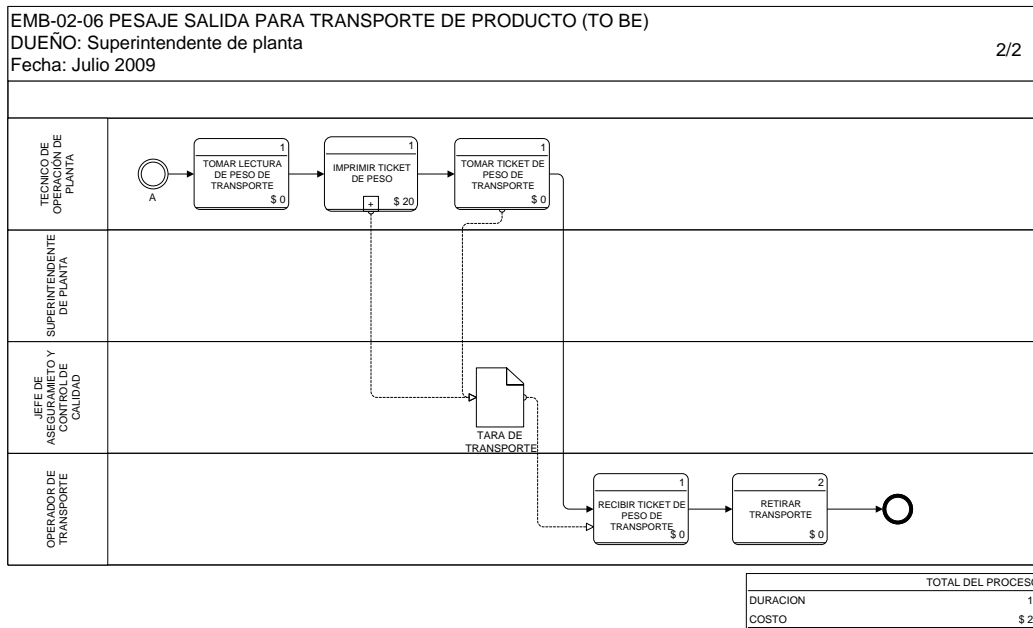 EMB-02-06 PESAJE SALIDA PARA TRANSPORTE DE PRODUCTO (TO BE)
DUEÑO: Superintendente de planta
Fecha: Julio 2009
2/2
TECNICO DE
OPERACIÓN DE
PLANTA
A
1
TOMAR LECTURA
DE PESO DE
TRANSPORTE
$ 0
1
IMPRIMIR TICKET
DE PESO
+
$ 20
1
TOMAR TICKET DE
PESO DE
TRANSPORTE
$ 0
SUPERINTENDENTE
DE PLANTA
JEFE DE
ASEGURAMIETO Y
CONTROL DE
CALIDAD
TARA DE
TRANSPORTE
OPERADOR DE
TRANSPORTE
1
RECIBIR TICKET DE
PESO DE
TRANSPORTE
$ 0
2
RETIRAR
TRANSPORTE
$ 0
TOTAL DEL PROCESO
DURACION
COSTO